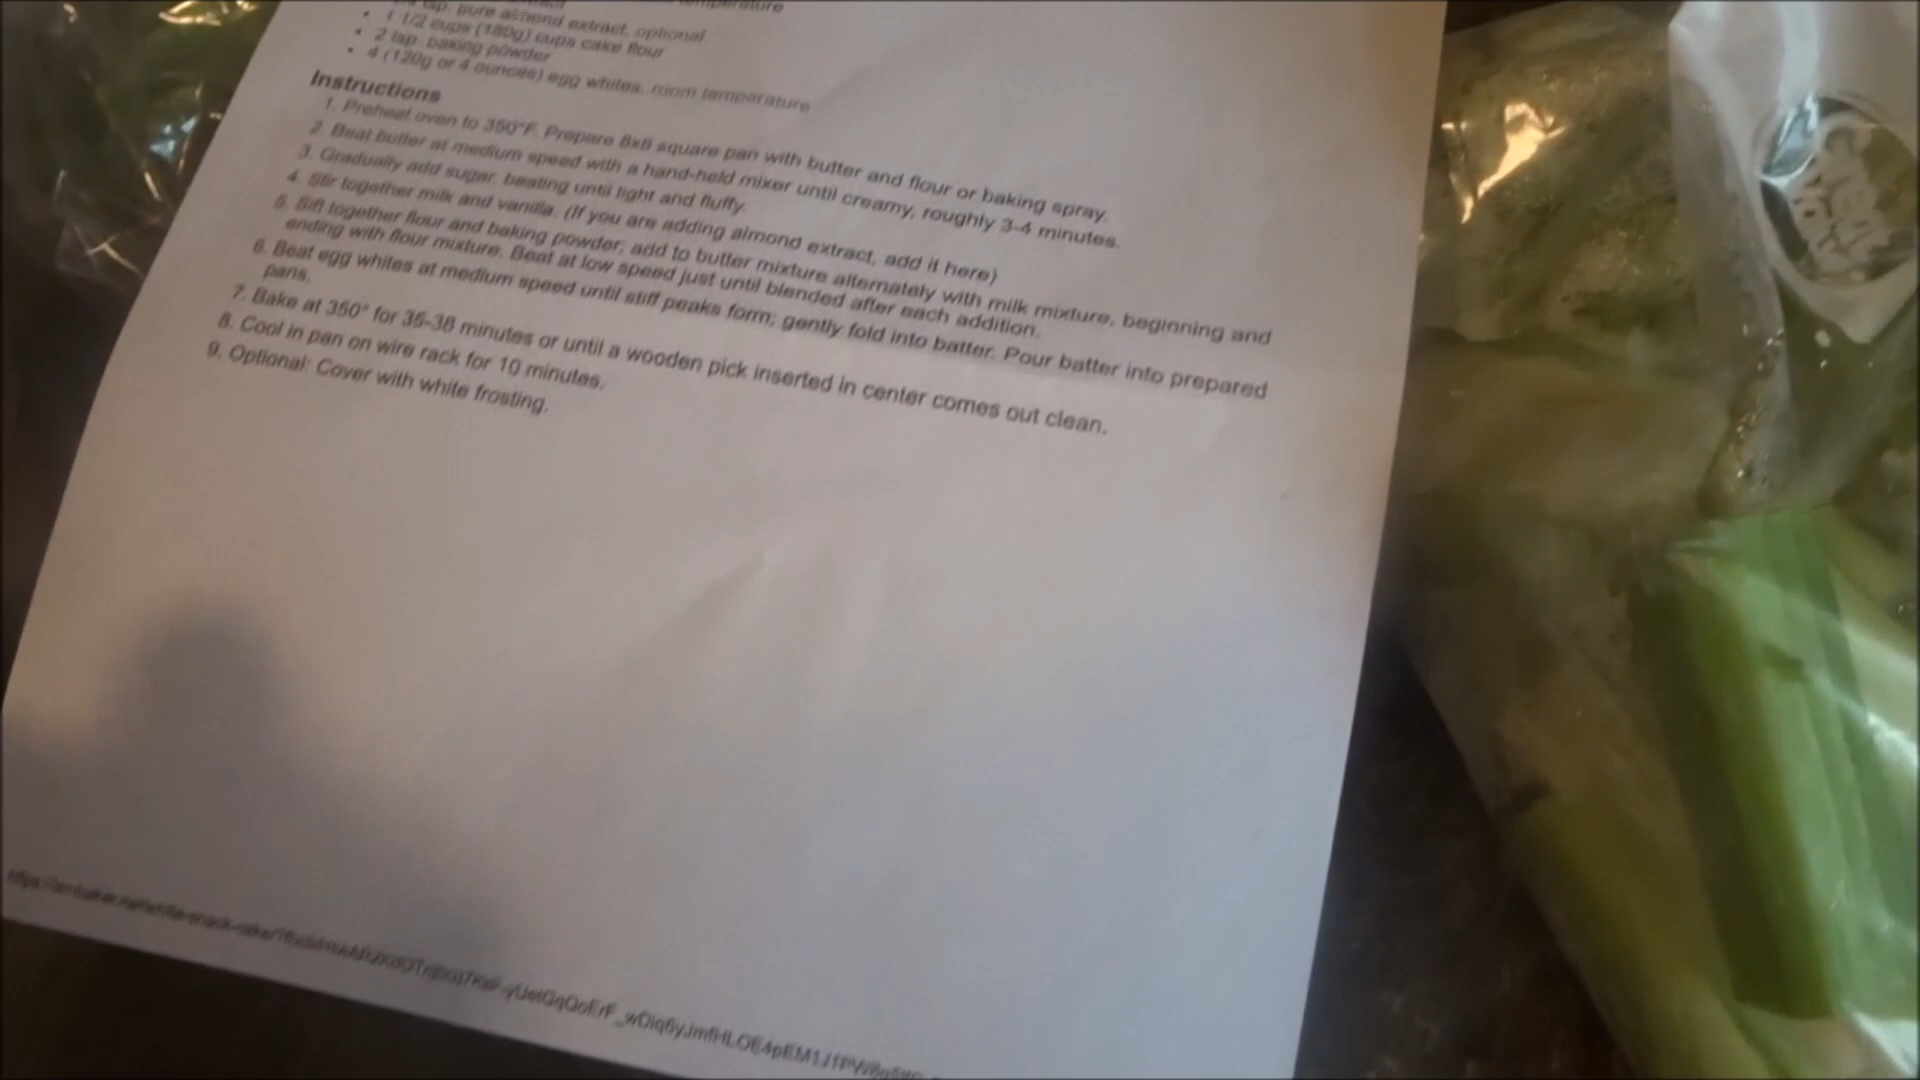 temperature
tsp. pure almond extract, optional
• 1 1/2 cups (180g) cups cake flour
• 2 tsp. baking powder
• 4 (120g or 4 ounces) egg whites, room temperature
Instructions
1. Preheat oven to 350°F. Prepare 8x8 square pan with butter and flour or baking spray.
2. Beat butter at medium speed with a hand-held mixer until creamy, roughly 3-4 minutes.
3. Gradually add sugar, beating until light and fluffy.
4. Stir together milk and vanilla. (If you are adding almond extract, add it here)
5. Sift together flour and baking powder; add to butter mixture alternately with milk mixture, beginning and
ending with flour mixture. Beat at low speed just until blended after each addition.
6. Beat egg whites at medium speed until stiff peaks form; gently fold into batter. Pour batter into prepared
pans.
7. Bake at 350° for 35-38 minutes or until a wooden pick inserted in center comes out clean.
8. Cool in pan on wire rack for 10 minutes.
9. Optional: Cover with white frosting.